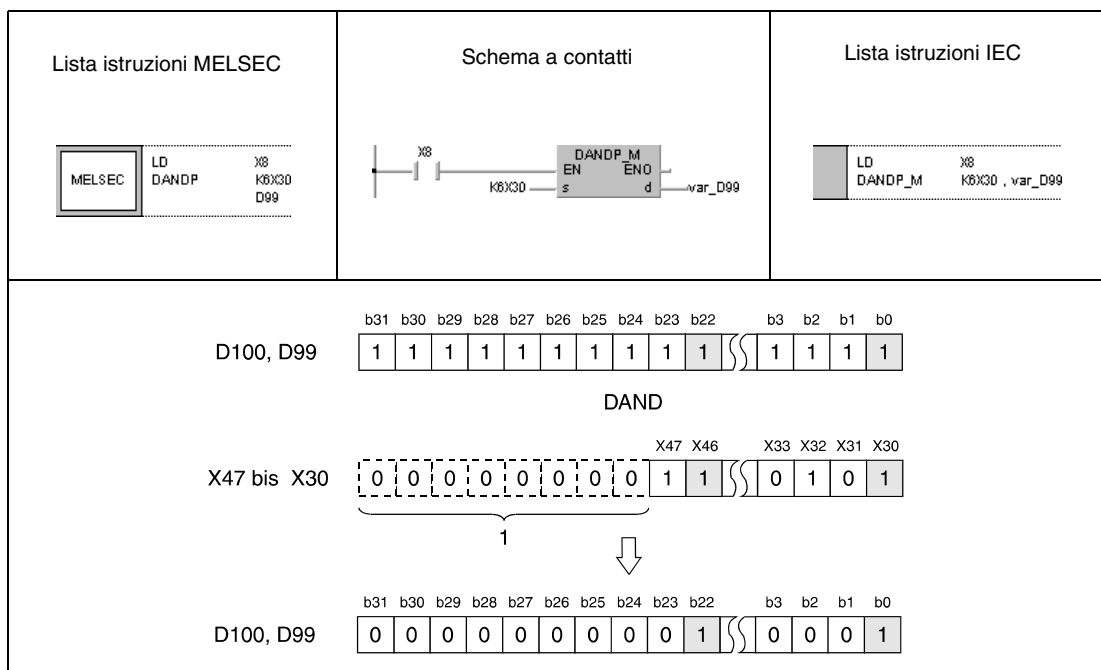 Lista istruzioni MELSEC
Schema a contatti
Lista istruzioni IEC
MELSEC
LD X8
DANDP K6X30
D99
X8
DANDP_M
EN ENO
K6X30 s d var_D99
LD X8
DANDP_M K6X30 , var_D99
b31 b30 b29 b28 b27 b26 b25 b24 b23 b22 b3 b2 b1 b0
D100, D99 1 1 1 1 1 1 1 1 1 1 1 1 1 1
DAND
X47 X46 X33 X32 X31 X30
X47 bis X30 0 0 0 0 0 0 0 0 1 1 0 1 0 1
1
b31 b30 b29 b28 b27 b26 b25 b24 b23 b22 b3 b2 b1 b0
D100, D99 0 0 0 0 0 0 0 0 0 1 0 0 0 1